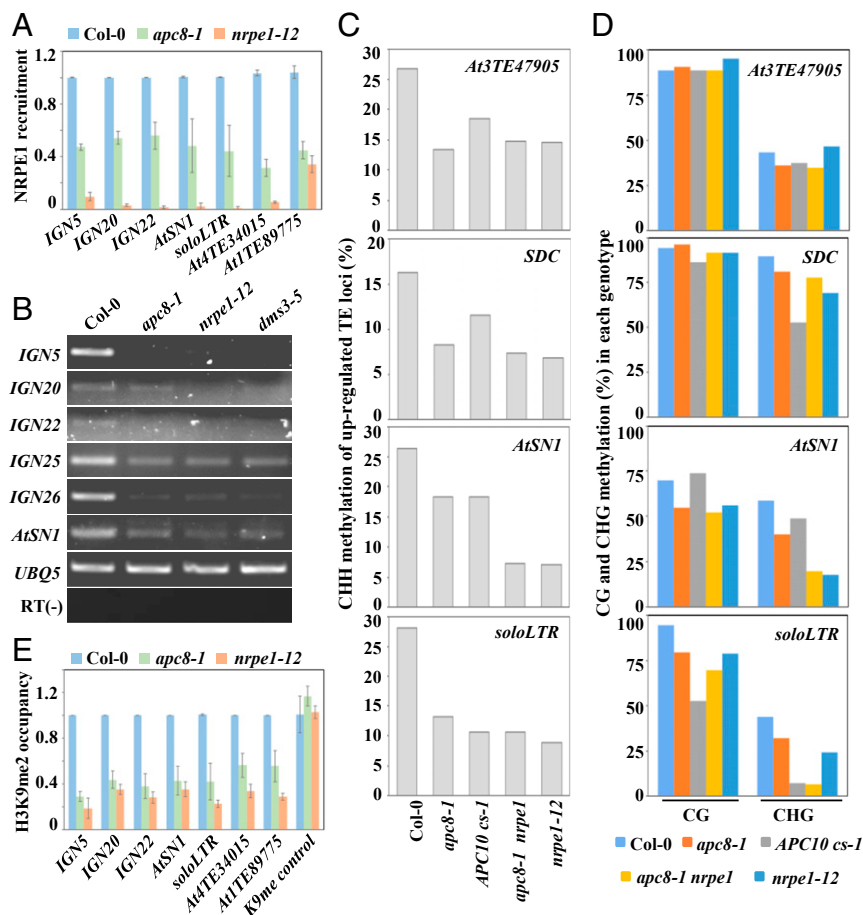 A
Col-0 apc8-1 nrpe1-12
NRPE1 recruitment
1.2
0.8
0.4
0
IGN5
IGN20
IGN22
AtSN1
soloLTR
At4TE34015
At1TE89775
B
Col-0
apc8-1
nrpe1-12
dms3-5
IGN5
IGN20
IGN22
IGN25
IGN26
AtSN1
UBQ5
RT(-)
E
Col-0 apc8-1 nrpe1-12
H3K9me2 occupancy
1.2
0.8
0.4
0
IGN5
IGN20
IGN22
AtSN1
soloLTR
At4TE34015
At1TE89775
K9me control
C
CHH methylation of up-regulated TE loci (%)
At3TE47905
30
25
20
15
10
5
0
SDC
20
15
10
5
0
AtSN1
30
25
20
15
10
5
0
soloLTR
30
25
20
15
10
5
0
Col-0
apc8-1
APC10 cs-1
apc8-1 nrpe1
nrpe1-12
D
CG and CHG methylation (%) in each genotype
At3TE47905
100
75
50
25
0
SDC
100
75
50
25
0
AtSN1
100
75
50
25
0
soloLTR
100
75
50
25
0
CG CHG
Col-0 apc8-1 APC10 cs-1
apc8-1 nrpe1 nrpe1-12